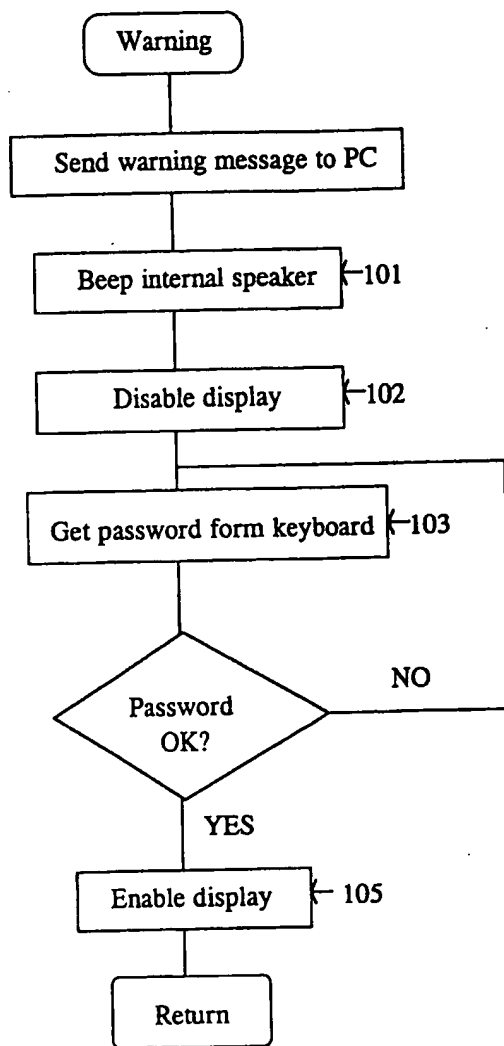 Warning
Send warning message to PC
Beep internal speaker
101
Disable display
102
Get password form keyboard
103
Password
OK?
NO
YES
Enable display
105
Return